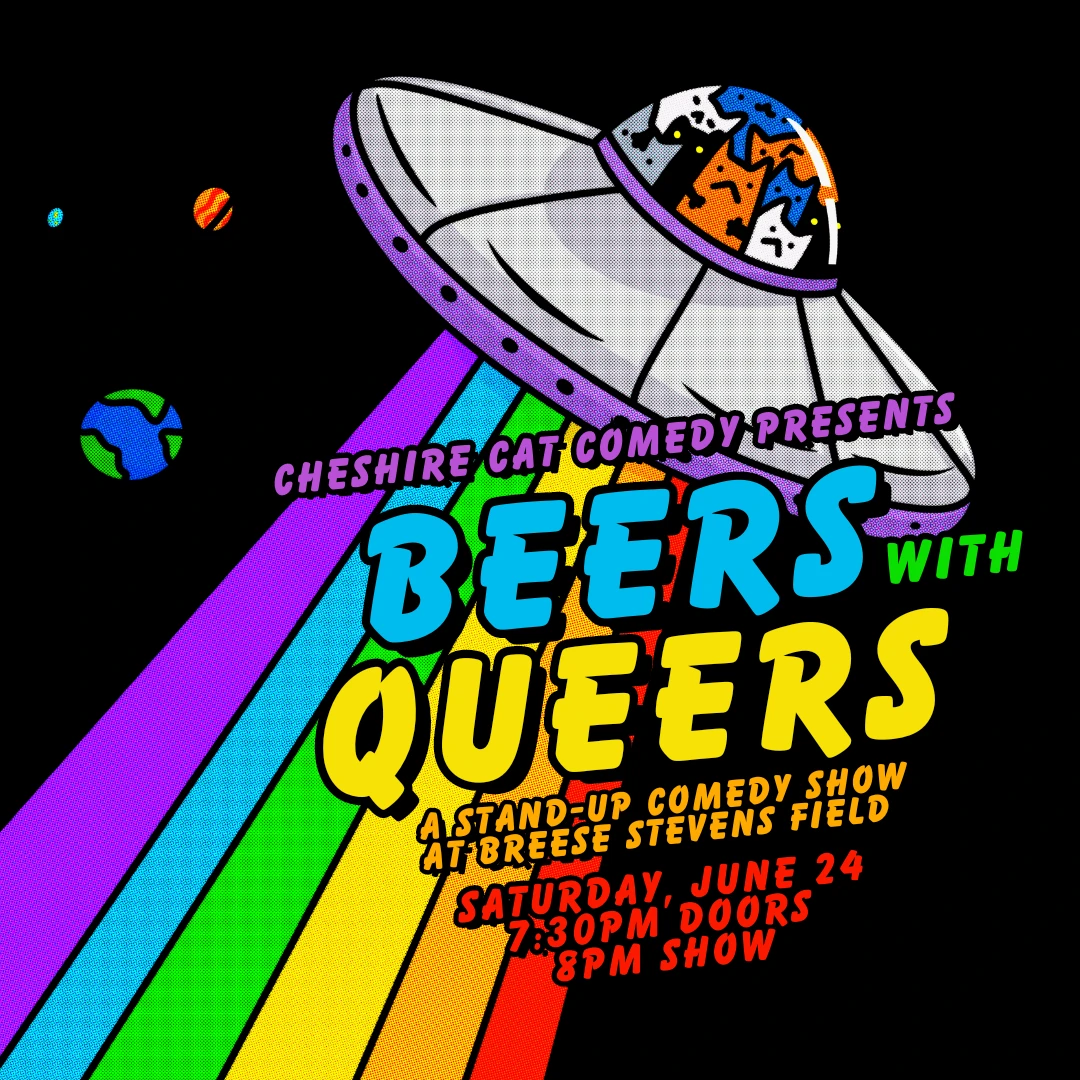 CHESHIRE CAT COMEDY PRESENTS
BEERS WITH
QUEERS
A STAND-UP COMEDY SHOW
AT BREESE STEVENS FIELD
SATURDAY, JUNE 24
7:30PM DOORS
8PM SHOW